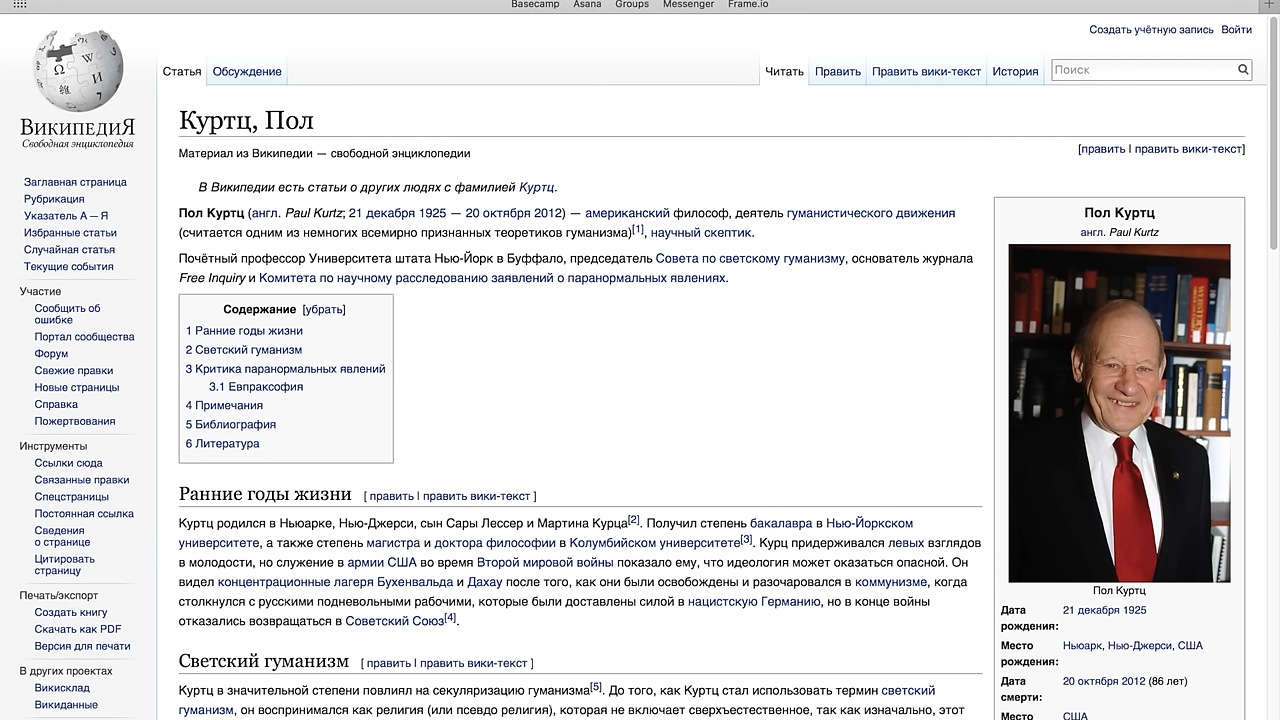 Basecamp Asana Groups Messenger Frame.io
Создать учётную запись Войти
Статья Обсуждение Читать Править Править вики-текст История Поиск
ВИКИПЕДИЯ
Свободная энциклопедия
Заглавная страница
Рубрикация
Указатель А — Я
Избранные статьи
Случайная статья
Текущие события
Участие
Сообщить об
ошибке
Портал сообщества
Форум
Свежие правки
Новые страницы
Справка
Пожертвования
Инструменты
Ссылки сюда
Связанные правки
Спецстраницы
Постоянная ссылка
Сведения
о странице
Цитировать
страницу
Печать/экспорт
Создать книгу
Скачать как PDF
Версия для печати
В других проектах
Викисклад
Викиданные
Куртц, Пол
Материал из Википедии — свободной энциклопедии
[править | править вики-текст]
В Википедии есть статьи о других людях с фамилией Куртц.
Пол Куртц (англ. Paul Kurtz; 21 декабря 1925 — 20 октября 2012) — американский философ, деятель гуманистического движения
(считается одним из немногих всемирно признанных теоретиков гуманизма)[1], научный скептик.
Почётный профессор Университета штата Нью-Йорк в Буффало, председатель Совета по светскому гуманизму, основатель журнала
Free Inquiry и Комитета по научному расследованию заявлений о паранормальных явлениях.
Содержание [убрать]
1 Ранние годы жизни
2 Светский гуманизм
3 Критика паранормальных явлений
3.1 Евпраксофия
4 Примечания
5 Библиография
6 Литература
Ранние годы жизни [ править | править вики-текст ]
Куртц родился в Ньюарке, Нью-Джерси, сын Сары Лессер и Мартина Курца[2]. Получил степень бакалавра в Нью-Йоркском
университете, а также степень магистра и доктора философии в Колумбийском университете[3]. Курц придерживался левых взглядов
в молодости, но служение в армии США во время Второй мировой войны показало ему, что идеология может оказаться опасной. Он
видел концентрационные лагеря Бухенвальда и Дахау после того, как они были освобождены и разочаровался в коммунизме, когда
столкнулся с русскими подневольными рабочими, которые были доставлены силой в нацистскую Германию, но в конце войны
отказались возвращаться в Советский Союз[4].
Светский гуманизм [ править | править вики-текст ]
Куртц в значительной степени повлиял на секуляризацию гуманизма[5]. До того, как Куртц стал использовать термин светский
гуманизм, он воспринимался как религия (или псевдо религия), которая не включает сверхъестественное, так как изначально, этот
Пол Куртц
англ. Paul Kurtz
Пол Куртц
Дата
рождения:
21 декабря 1925
Место
рождения:
Ньюарк, Нью-Джерси, США
Дата
смерти:
20 октября 2012 (86 лет)
Место
США